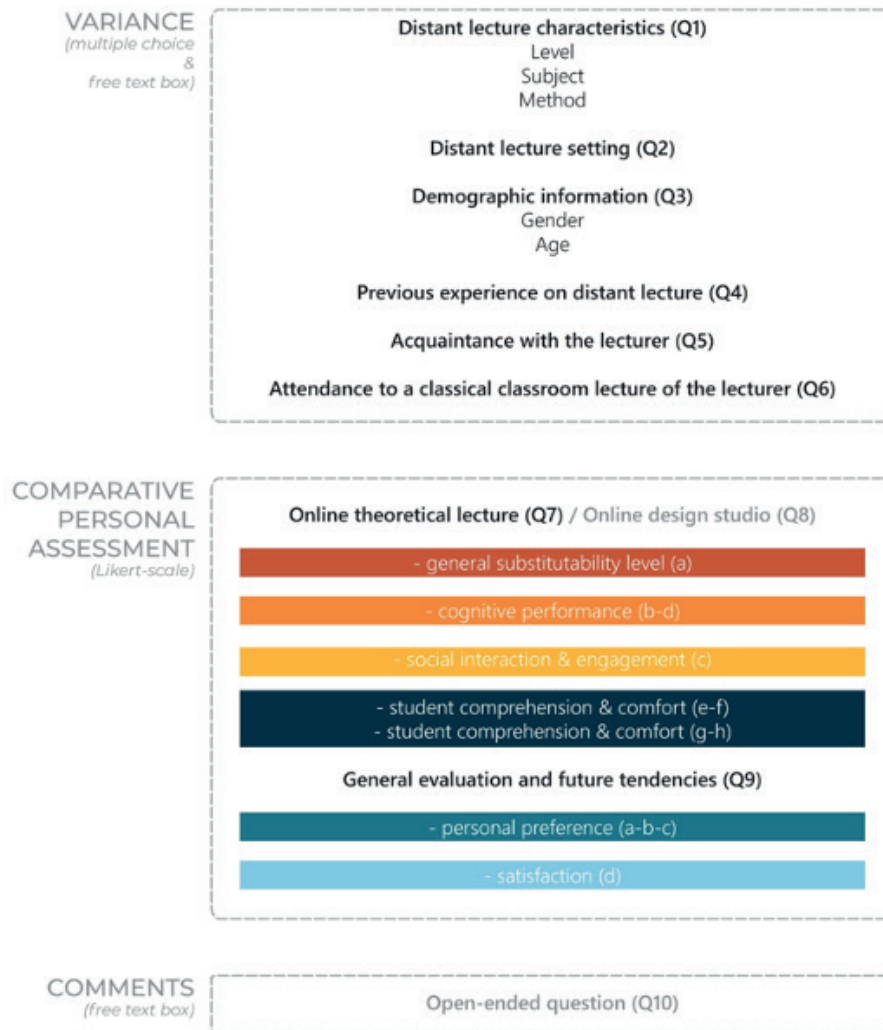 VARIANCE
(multiple choice
&
free text box)
Distant lecture characteristics (Q1)
Level
Subject
Method
Distant lecture setting (Q2)
Demographic information (Q3)
Gender
Age
Previous experience on distant lecture (Q4)
Acquaintance with the lecturer (Q5)
Attendance to a classical classroom lecture of the lecturer (Q6)
COMPARATIVE
PERSONAL
ASSESSMENT
(Likert-scale)
Online theoretical lecture (Q7) / Online design studio (Q8)
- general substitutability level (a)
- cognitive performance (b-d)
- social interaction & engagement (c)
- student comprehension & comfort (e-f)
- student comprehension & comfort (g-h)
General evaluation and future tendencies (Q9)
- personal preference (a-b-c)
- satisfaction (d)
COMMENTS
(free text box)
Open-ended question (Q10)